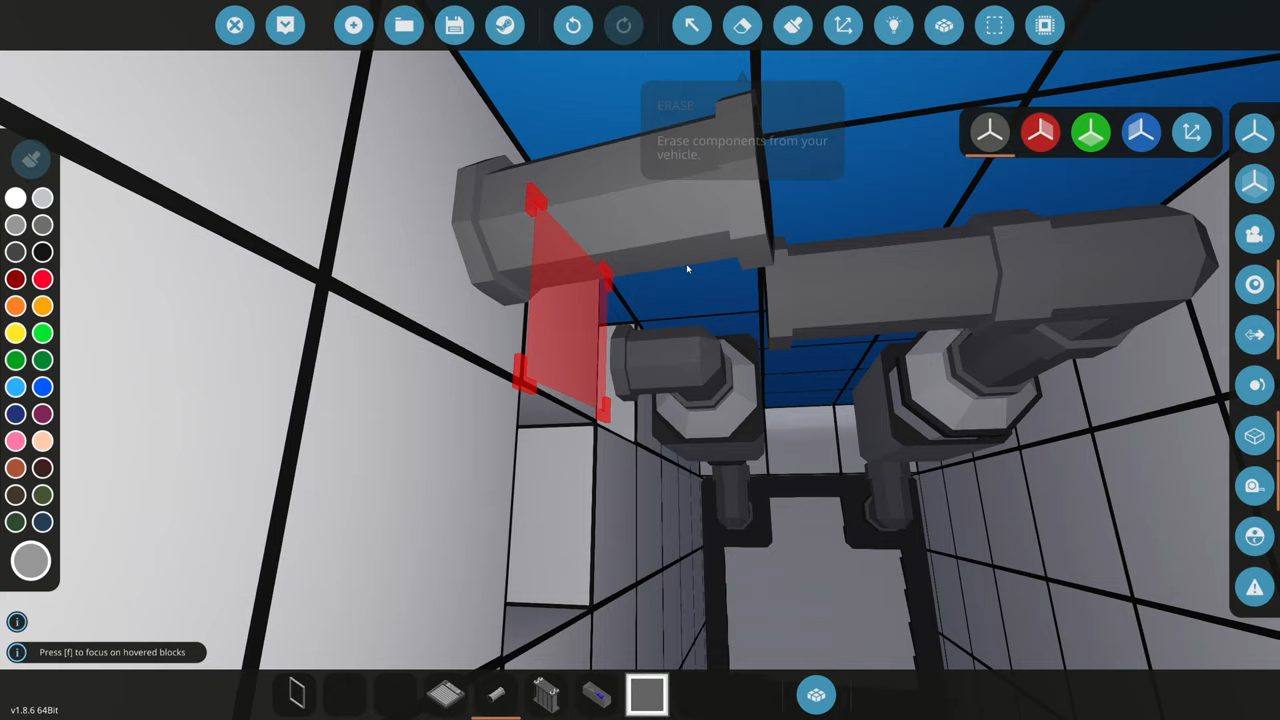 ERASE
Erase components from your
vehicle.
Press [f] to focus on hovered blocks
v1.8.6 64Bit